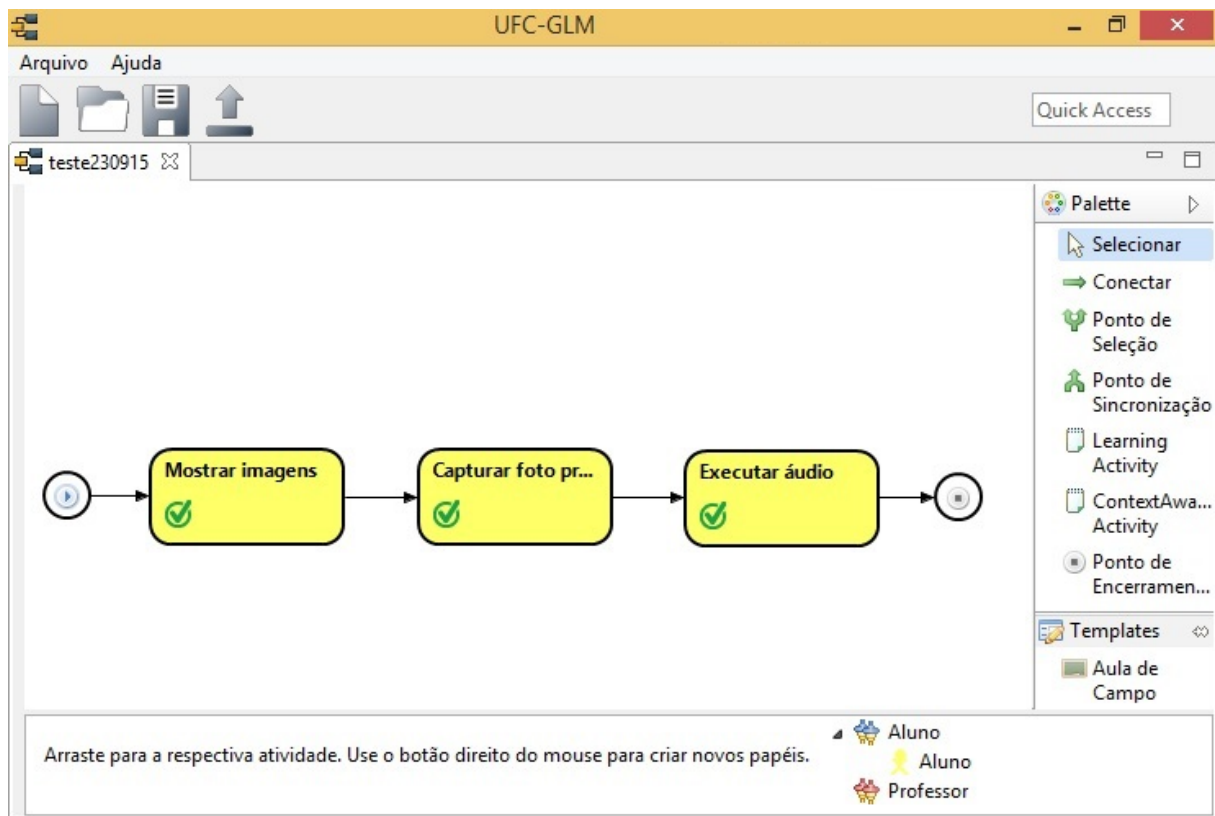 UFC-GLM
Arquivo Ajuda
Quick Access
teste230915
Palette
Selecionar
Conectar
Ponto de
Seleção
Ponto de
Sincronização
Learning
Activity
ContextAwa...
Activity
Ponto de
Encerramen...
Templates
Aula de
Campo
Mostrar imagens
Capturar foto pr...
Executar áudio
Arraste para a respectiva atividade. Use o botão direito do mouse para criar novos papéis.
Aluno
Aluno
Professor